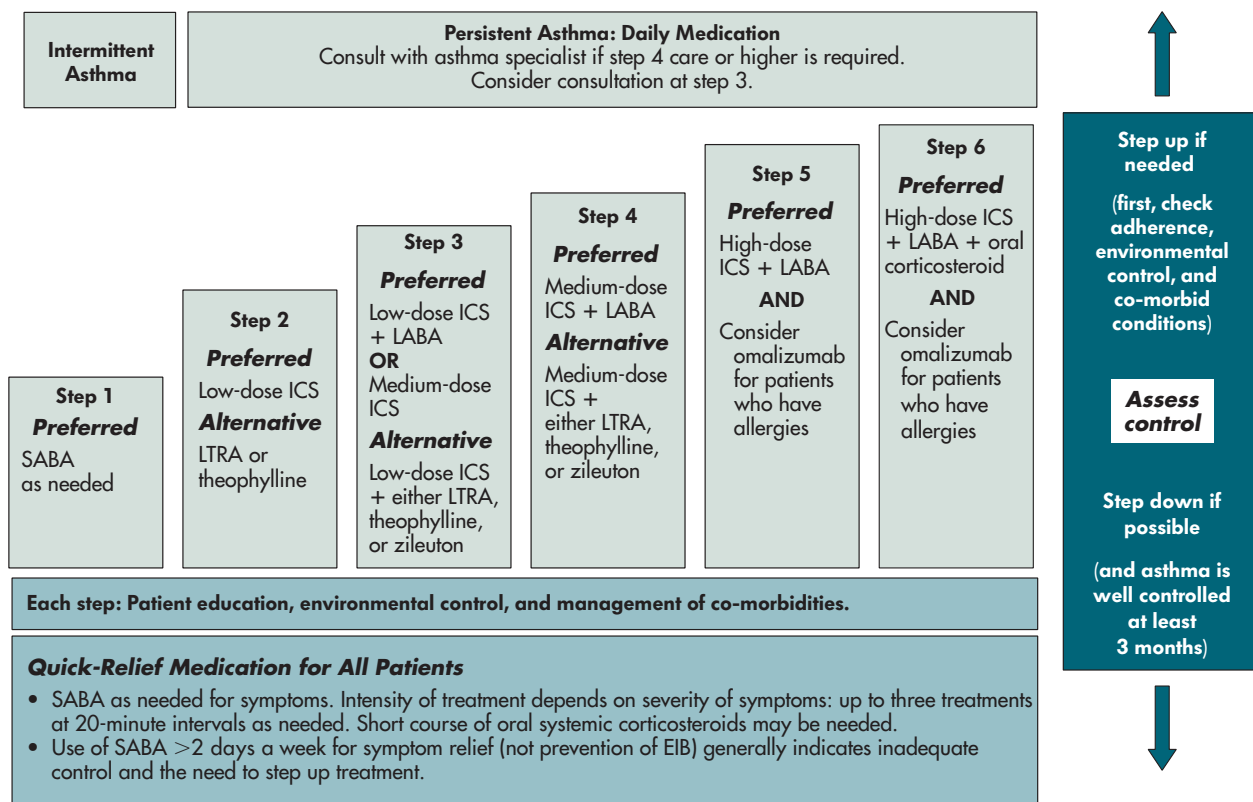 Intermittent
Asthma
Persistent Asthma: Daily Medication
Consult with asthma specialist if step 4 care or higher is required.
Consider consultation at step 3.
Step 1
Preferred
SABA
as needed
Step 2
Preferred
Low-dose ICS
Alternative
LTRA or
theophylline
Step 3
Preferred
Low-dose ICS
+ LABA
OR
Medium-dose
ICS
Alternative
Low-dose ICS
+ either LTRA,
theophylline,
or zileuton
Step 4
Preferred
Medium-dose
ICS + LABA
Alternative
Medium-dose
ICS +
either LTRA,
theophylline,
or zileuton
Step 5
Preferred
High-dose
ICS + LABA
AND
Consider
omalizumab
for patients
who have
allergies
Step 6
Preferred
High-dose ICS
+ LABA + oral
corticosteroid
AND
Consider
omalizumab
for patients
who have
allergies
Step up if
needed
(first, check
adherence,
environmental
control, and
co-morbid
conditions)
Assess
control
Step down if
possible
(and asthma is
well controlled
at least
3 months)
Each step: Patient education, environmental control, and management of co-morbidities.
Quick-Relief Medication for All Patients
• SABA as needed for symptoms. Intensity of treatment depends on severity of symptoms: up to three treatments
at 20-minute intervals as needed. Short course of oral systemic corticosteroids may be needed.
• Use of SABA >2 days a week for symptom relief (not prevention of EIB) generally indicates inadequate
control and the need to step up treatment.